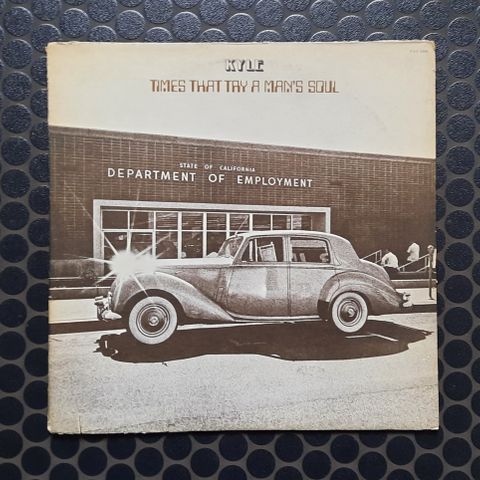 KYLE
TIMES THAT TRY A MAN'S SOUL
STATE OF CALIFORNIA
DEPARTMENT OF EMPLOYMENT